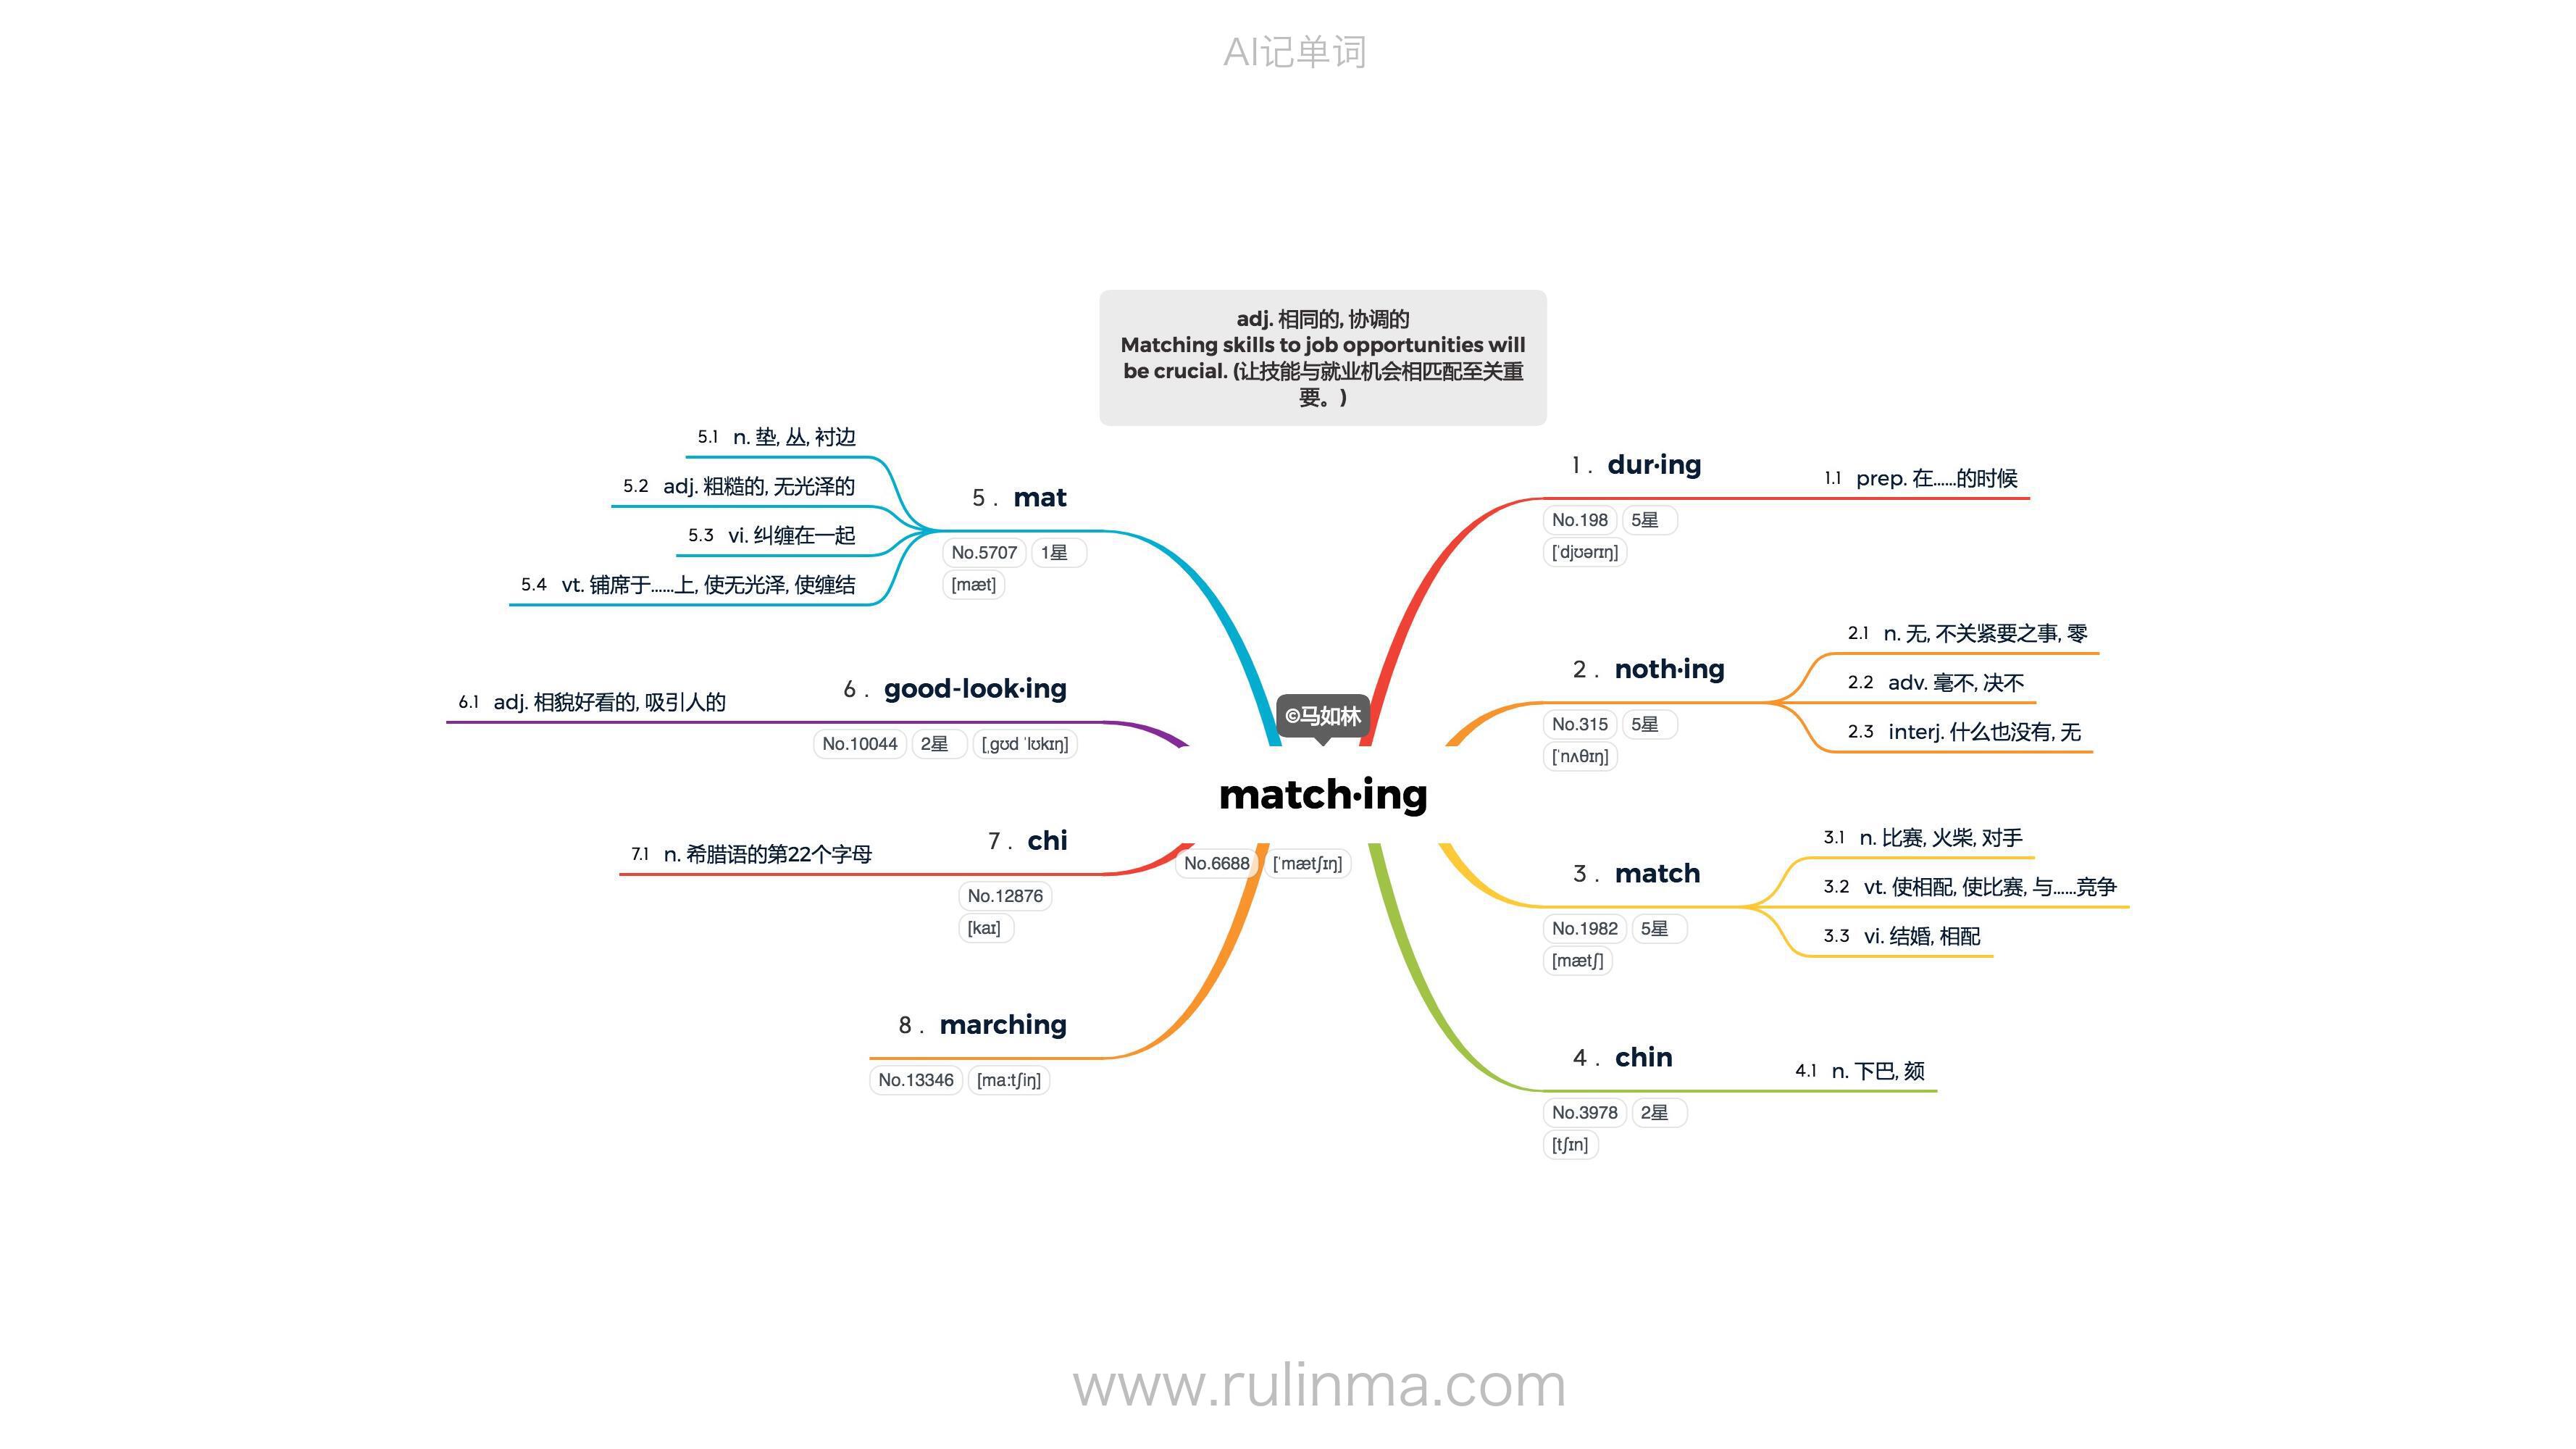 AI记单词
adj. 相同的, 协调的
Matching skills to job opportunities will
be crucial. (让技能与就业机会相匹配至关重
要。)
©马如林
match·ing
No.6688 [ˈmætʃɪŋ]
1. dur·ing
No.198 5星
[ˈdjʊərɪŋ]
1.1 prep. 在……的时候
2. noth·ing
No.315 5星
[ˈnʌθɪŋ]
2.1 n. 无, 不关紧要之事, 零
2.2 adv. 毫不, 决不
2.3 interj. 什么也没有, 无
3. match
No.1982 5星
[mætʃ]
3.1 n. 比赛, 火柴, 对手
3.2 vt. 使相配, 使比赛, 与……竞争
3.3 vi. 结婚, 相配
4. chin
No.3978 2星
[tʃɪn]
4.1 n. 下巴, 颏
5. mat
No.5707 1星
[mæt]
5.1 n. 垫, 丛, 衬边
5.2 adj. 粗糙的, 无光泽的
5.3 vi. 纠缠在一起
5.4 vt. 铺席于……上, 使无光泽, 使缠结
6. good-look·ing
No.10044 2星 [ˌɡʊd ˈlʊkɪŋ]
6.1 adj. 相貌好看的, 吸引人的
7. chi
No.12876
[kaɪ]
7.1 n. 希腊语的第22个字母
8. marching
No.13346 [ma:tʃiŋ]
www.rulinma.com